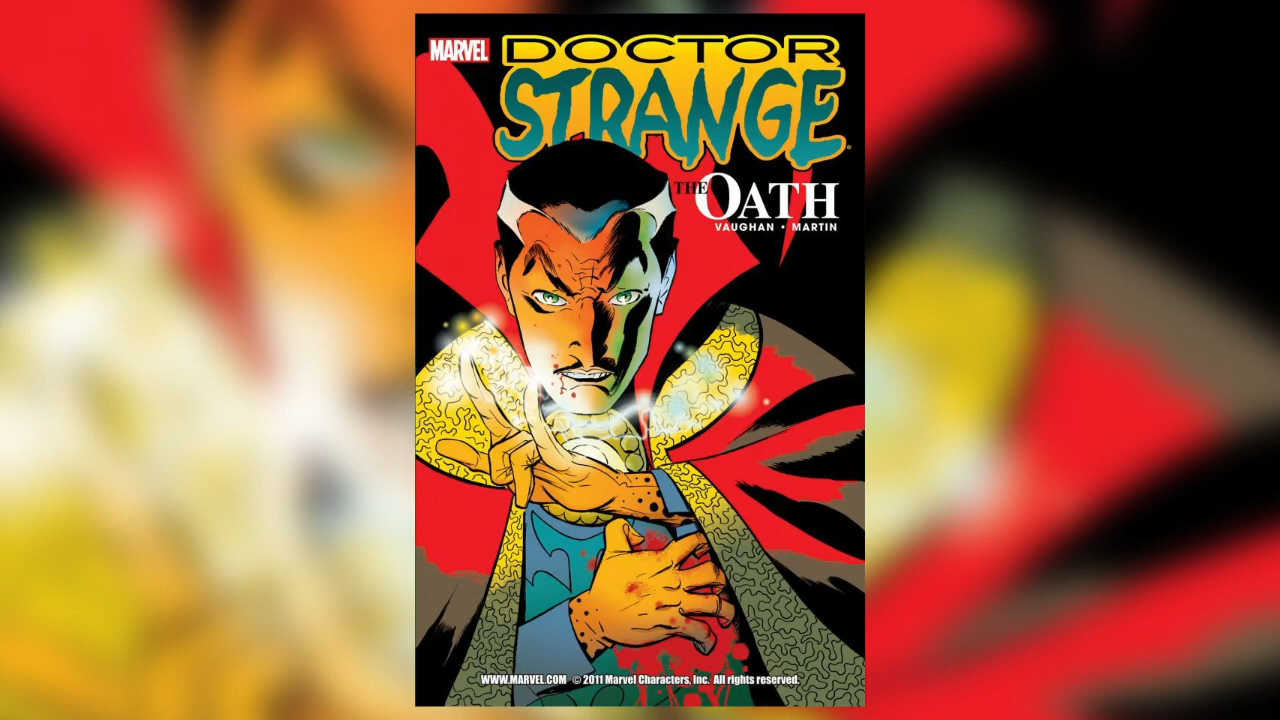 MARVEL
DOCTOR
STRANGE
THE OATH
VAUGHAN • MARTIN
WWW.MARVEL.COM © 2011 Marvel Characters, Inc. All rights reserved.